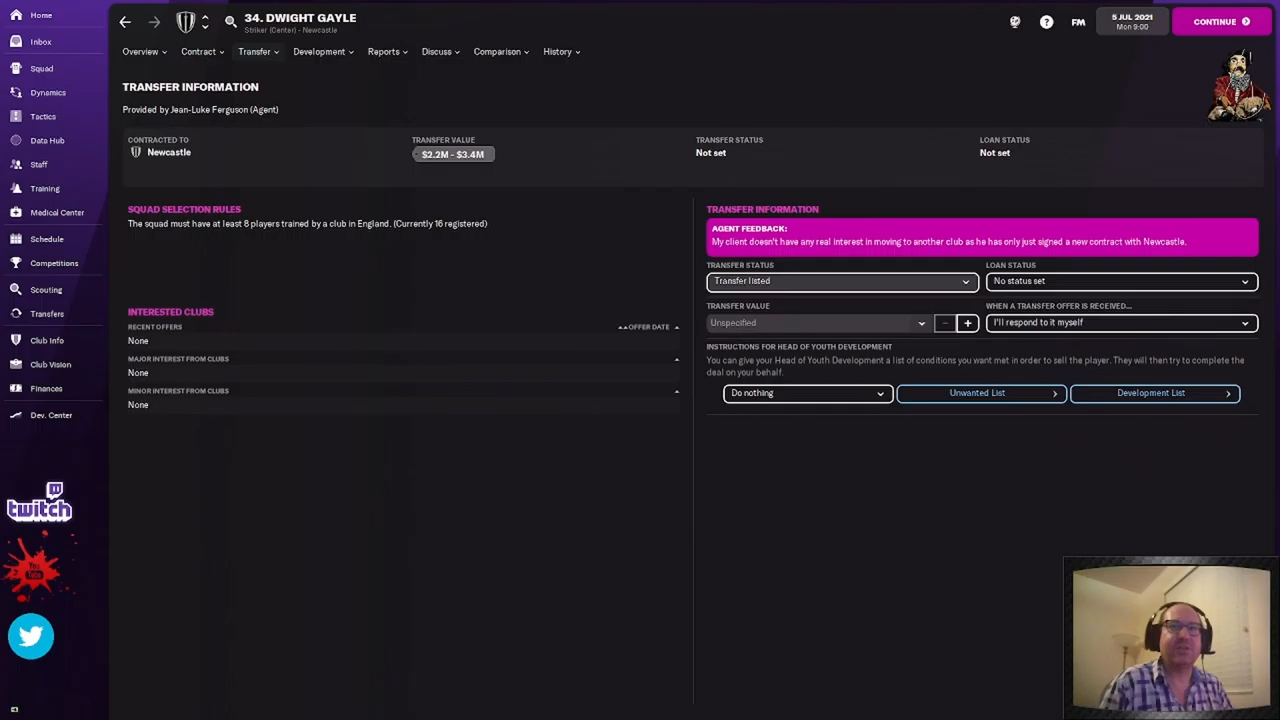 Home
Inbox
Squad
Dynamics
Tactics
Data Hub
Staff
Training
Medical Center
Schedule
Competitions
Scouting
Transfers
Club Info
Club Vision
Finances
Dev. Center
twitch
You
Tube
34. DWIGHT GAYLE
Striker (Center) - Newcastle
FM
5 JUL 2021
Mon 9:00
CONTINUE
Overview
Contract
Transfer
Development
Reports
Discuss
Comparison
History
TRANSFER INFORMATION
Provided by Jean-Luke Ferguson (Agent)
CONTRACTED TO
Newcastle
TRANSFER VALUE
$2.2M - $3.4M
TRANSFER STATUS
Not set
LOAN STATUS
Not set
SQUAD SELECTION RULES
The squad must have at least 8 players trained by a club in England. (Currently 16 registered)
INTERESTED CLUBS
RECENT OFFERS
OFFER DATE
None
MAJOR INTEREST FROM CLUBS
None
MINOR INTEREST FROM CLUBS
None
TRANSFER INFORMATION
AGENT FEEDBACK:
My client doesn't have any real interest in moving to another club as he has only just signed a new contract with Newcastle.
TRANSFER STATUS
Transfer listed
LOAN STATUS
No status set
TRANSFER VALUE
Unspecified
WHEN A TRANSFER OFFER IS RECEIVED...
I'll respond to it myself
INSTRUCTIONS FOR HEAD OF YOUTH DEVELOPMENT
You can give your Head of Youth Development a list of conditions you want met in order to sell the player. They will then try to complete the
deal on your behalf.
Do nothing
Unwanted List
Development List